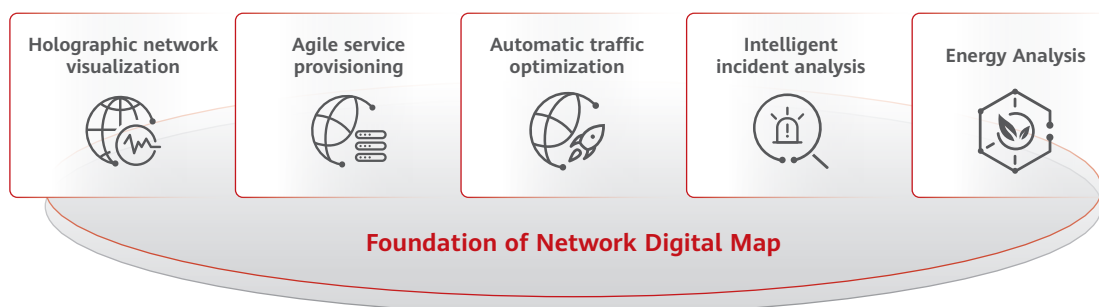 Holographic network
visualization
Agile service
provisioning
Automatic traffic
optimization
Intelligent
incident analysis
Energy Analysis
Foundation of Network Digital Map